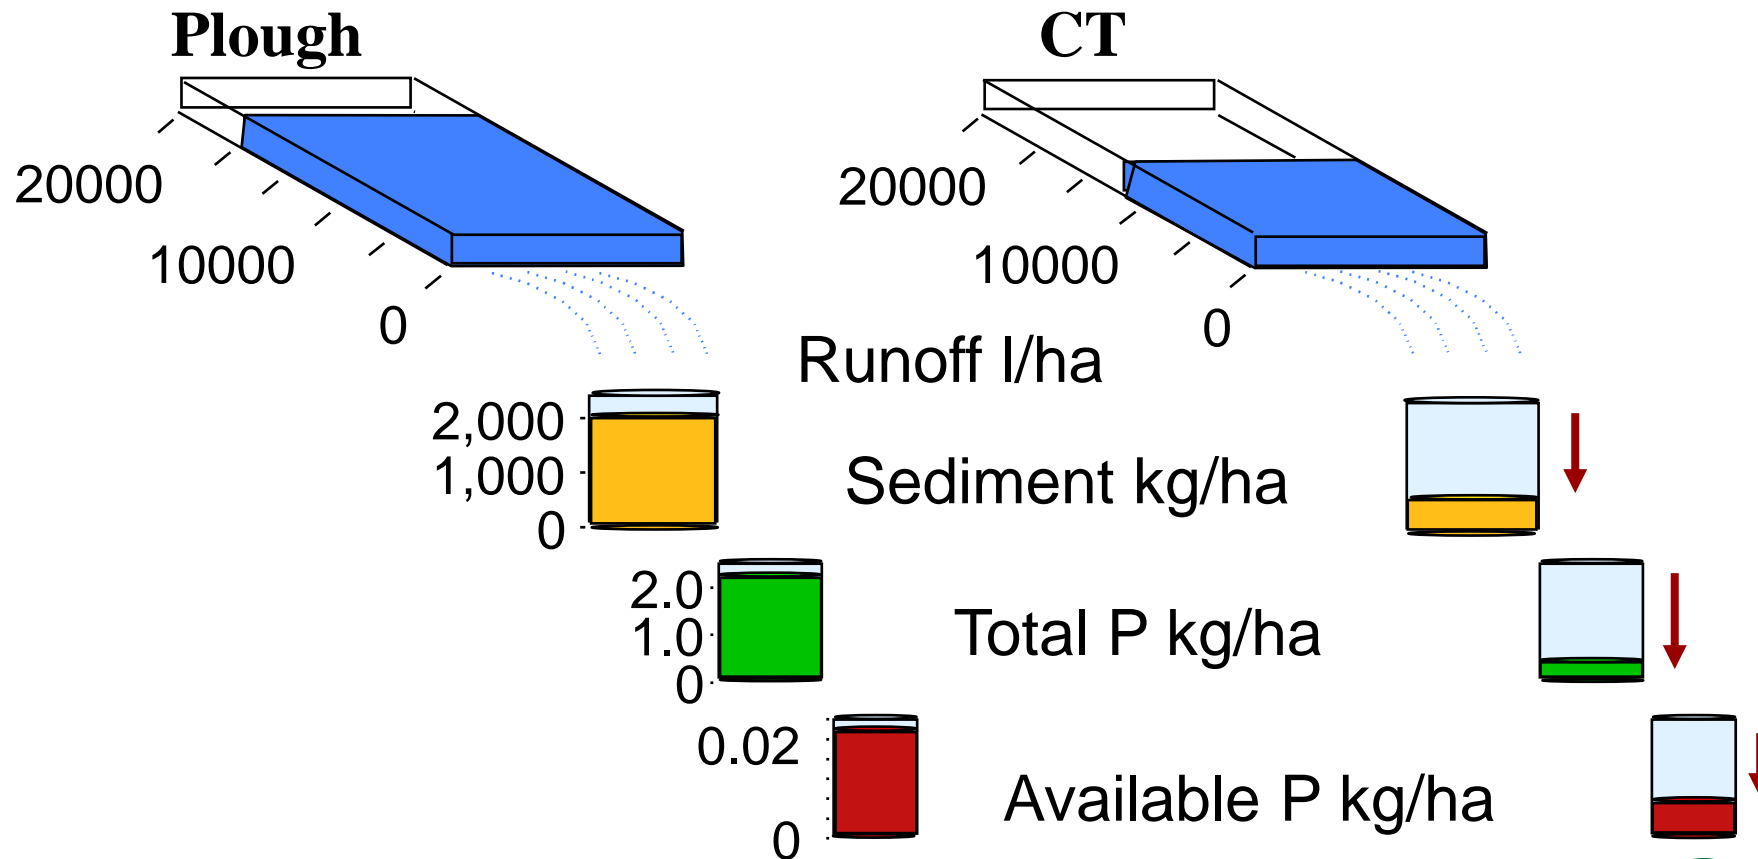 Plough
CT
20000
10000
0
20000
10000
0
Runoff l/ha
2,000
1,000
0
Sediment kg/ha
2.0
1.0
0
Total P kg/ha
0.02
0
Available P kg/ha